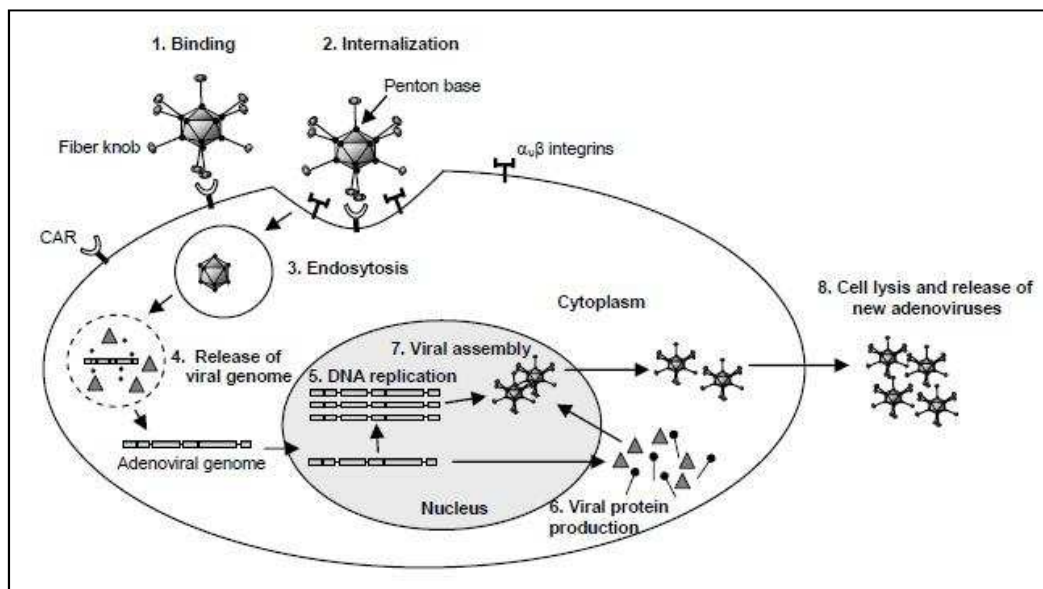 1. Binding
2. Internalization
Penton base
Fiber knob
αvβ integrins
CAR
3. Endosytosis
Cytoplasm
8. Cell lysis and release of
new adenoviruses
4. Release of
viral genome
7. Viral assembly
5. DNA replication
Adenoviral genome
Nucleus
6. Viral protein
production